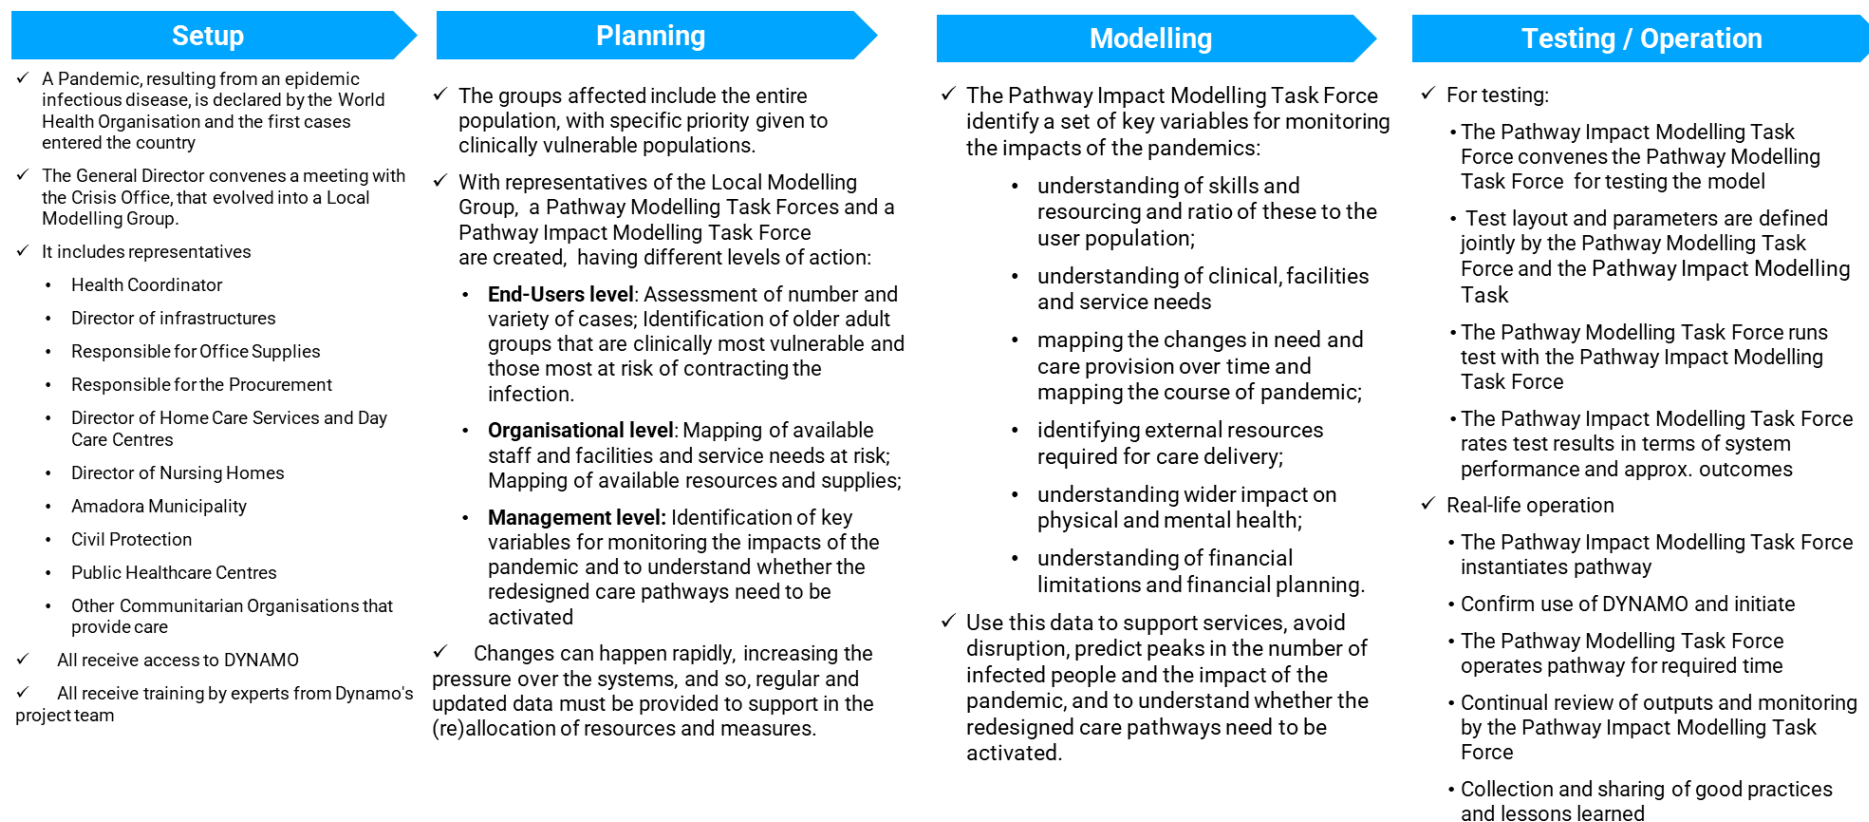 Setup
✓ A Pandemic, resulting from an epidemic
infectious disease, is declared by the World
Health Organisation and the first cases
entered the country
✓ The General Director convenes a meeting with
the Crisis Office, that evolved into a Local
Modelling Group.
✓ It includes representatives
• Health Coordinator
• Director of infrastructures
• Responsible for Office Supplies
• Responsible for the Procurement
• Director of Home Care Services and Day
Care Centres
• Director of Nursing Homes
• Amadora Municipality
• Civil Protection
• Public Healthcare Centres
• Other Communitarian Organisations that
provide care
✓ All receive access to DYNAMO
✓ All receive training by experts from Dynamo's
project team
Planning
✓ The groups affected include the entire
population, with specific priority given to
clinically vulnerable populations.
✓ With representatives of the Local Modelling
Group, a Pathway Modelling Task Forces and a
Pathway Impact Modelling Task Force
are created, having different levels of action:
• End-Users level: Assessment of number and
variety of cases; Identification of older adult
groups that are clinically most vulnerable and
those most at risk of contracting the
infection.
• Organisational level: Mapping of available
staff and facilities and service needs at risk;
Mapping of available resources and supplies;
• Management level: Identification of key
variables for monitoring the impacts of the
pandemic and to understand whether the
redesigned care pathways need to be
activated
✓ Changes can happen rapidly, increasing the
pressure over the systems, and so, regular and
updated data must be provided to support in the
(re)allocation of resources and measures.
Modelling
✓ The Pathway Impact Modelling Task Force
identify a set of key variables for monitoring
the impacts of the pandemics:
• understanding of skills and
resourcing and ratio of these to the
user population;
• understanding of clinical, facilities
and service needs
• mapping the changes in need and
care provision over time and
mapping the course of pandemic;
• identifying external resources
required for care delivery;
• understanding wider impact on
physical and mental health;
• understanding of financial
limitations and financial planning.
✓ Use this data to support services, avoid
disruption, predict peaks in the number of
infected people and the impact of the
pandemic, and to understand whether the
redesigned care pathways need to be
activated.
Testing / Operation
✓ For testing:
• The Pathway Impact Modelling Task
Force convenes the Pathway Modelling
Task Force for testing the model
• Test layout and parameters are defined
jointly by the Pathway Modelling Task
Force and the Pathway Impact Modelling
Task
• The Pathway Modelling Task Force runs
test with the Pathway Impact Modelling
Task Force
• The Pathway Impact Modelling Task Force
rates test results in terms of system
performance and approx. outcomes
✓ Real-life operation
• The Pathway Impact Modelling Task Force
instantiates pathway
• Confirm use of DYNAMO and initiate
• The Pathway Modelling Task Force
operates pathway for required time
• Continual review of outputs and monitoring
by the Pathway Impact Modelling Task
Force
• Collection and sharing of good practices
and lessons learned